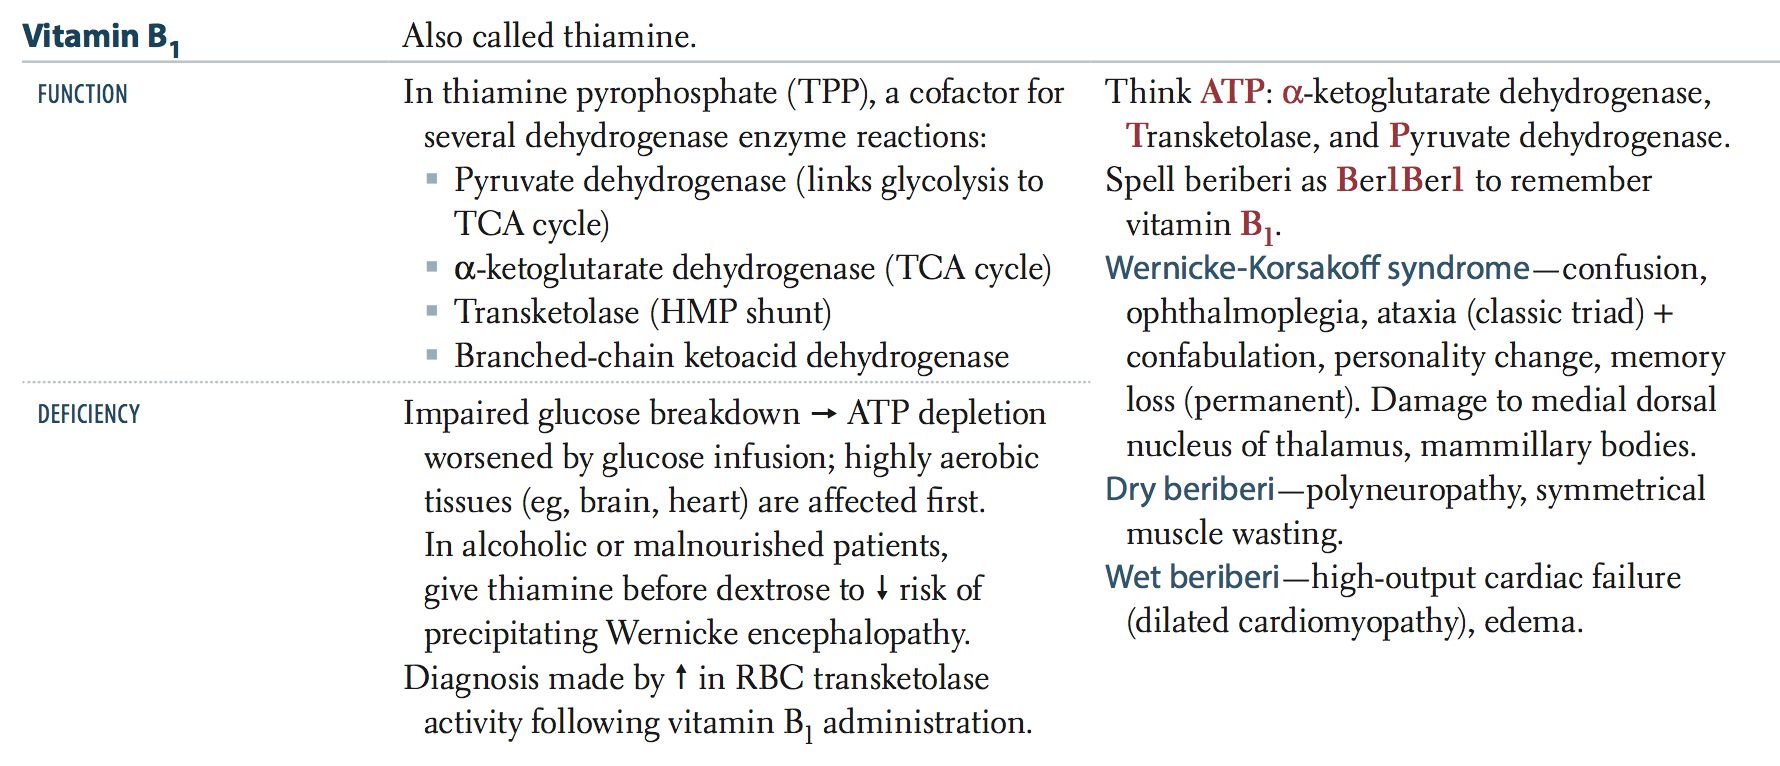 Vitamin B1
Also called thiamine.
FUNCTION
In thiamine pyrophosphate (TPP), a cofactor for
several dehydrogenase enzyme reactions:
▪ Pyruvate dehydrogenase (links glycolysis to
TCA cycle)
▪ α-ketoglutarate dehydrogenase (TCA cycle)
▪ Transketolase (HMP shunt)
▪ Branched-chain ketoacid dehydrogenase
DEFICIENCY
Impaired glucose breakdown → ATP depletion
worsened by glucose infusion; highly aerobic
tissues (eg, brain, heart) are affected first.
In alcoholic or malnourished patients,
give thiamine before dextrose to ↓ risk of
precipitating Wernicke encephalopathy.
Diagnosis made by ↑ in RBC transketolase
activity following vitamin B1 administration.
Think ATP: α-ketoglutarate dehydrogenase,
Transketolase, and Pyruvate dehydrogenase.
Spell beriberi as Ber1Ber1 to remember
vitamin B1.
Wernicke-Korsakoff syndrome—confusion,
ophthalmoplegia, ataxia (classic triad) +
confabulation, personality change, memory
loss (permanent). Damage to medial dorsal
nucleus of thalamus, mammillary bodies.
Dry beriberi—polyneuropathy, symmetrical
muscle wasting.
Wet beriberi—high-output cardiac failure
(dilated cardiomyopathy), edema.